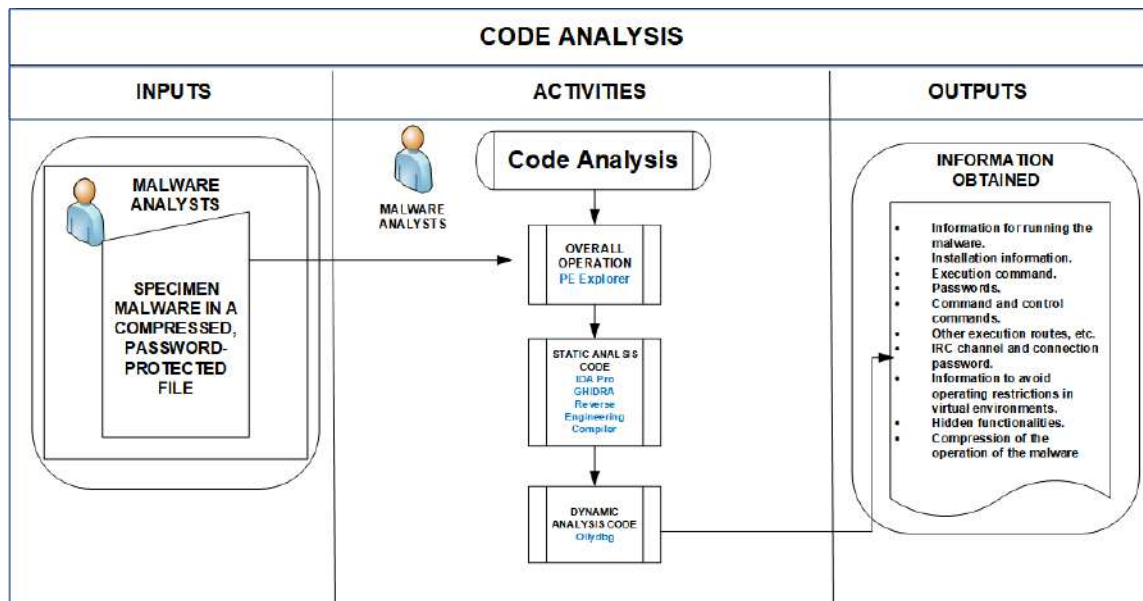 CODE ANALYSIS
INPUTS
ACTIVITIES
OUTPUTS
MALWARE
ANALYSTS
SPECIMEN
MALWARE IN A
COMPRESSED,
PASSWORD-
PROTECTED
FILE
MALWARE
ANALYSTS
Code Analysis
OVERALL
OPERATION
PE Explorer
STATIC ANALYSIS
CODE
IDA Pro
GHIDRA
Reverse
Engineering
Compiler
DYNAMIC
ANALYSIS CODE
Ollydbg
INFORMATION
OBTAINED
• Information for running the
malware.
• Installation information.
• Execution command.
• Passwords.
• Command and control
commands.
• Other execution routes, etc.
• IRC channel and connection
password.
• Information to avoid
operating restrictions in
virtual environments.
• Hidden functionalities.
• Compression of the
operation of the malware